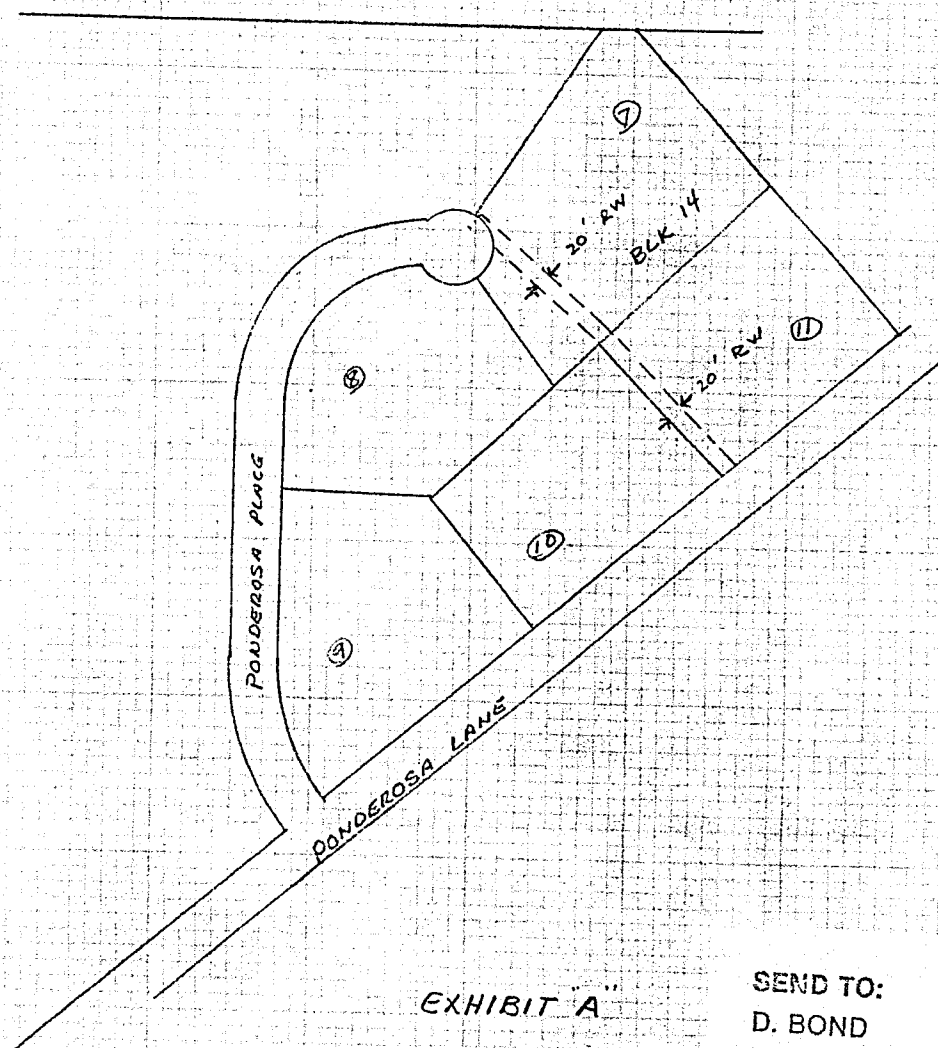 7
20' RW
BLK 14
11
20' RW
8
PONDEROSA PLACE
10
9
PONDEROSA LANE
EXHIBIT "A"
SEND TO:
D. BOND